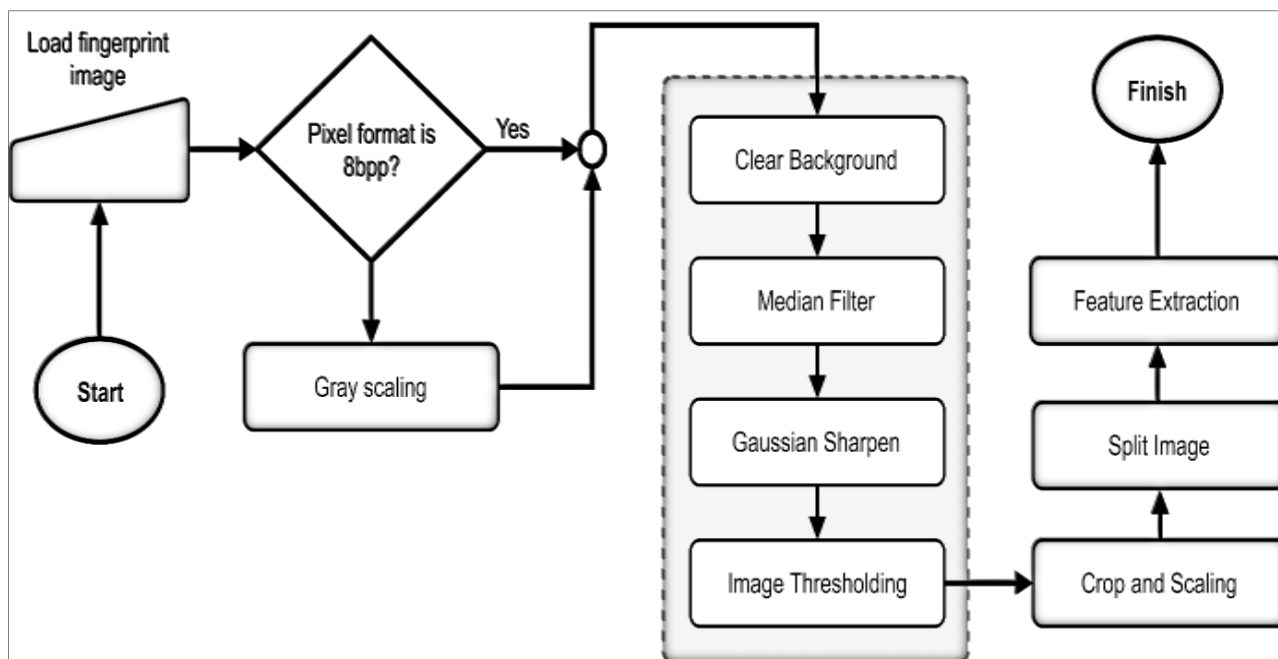 Load fingerprint
image
Pixel format is
8bpp?
Yes
Start
Gray scaling
Clear Background
Median Filter
Gaussian Sharpen
Image Thresholding
Crop and Scaling
Split Image
Feature Extraction
Finish